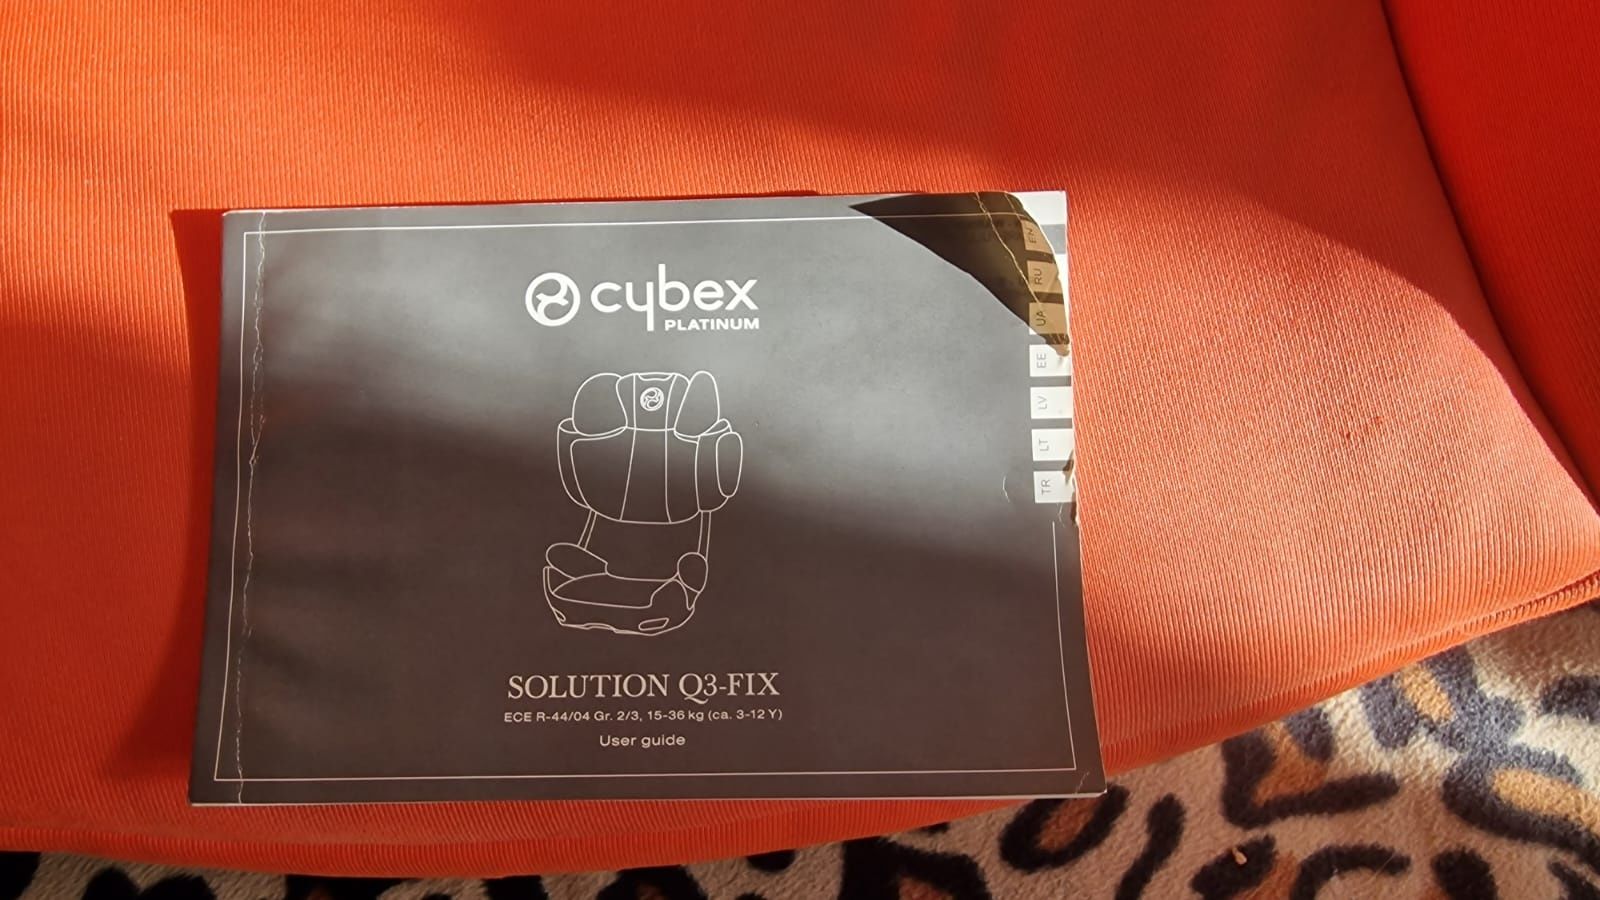 cybex
PLATINUM
EN
RU
UA
EE
LV
LT
TR
SOLUTION Q3-FIX
ECE R-44/04 Gr. 2/3, 15-36 kg (ca. 3-12 Y)
User guide